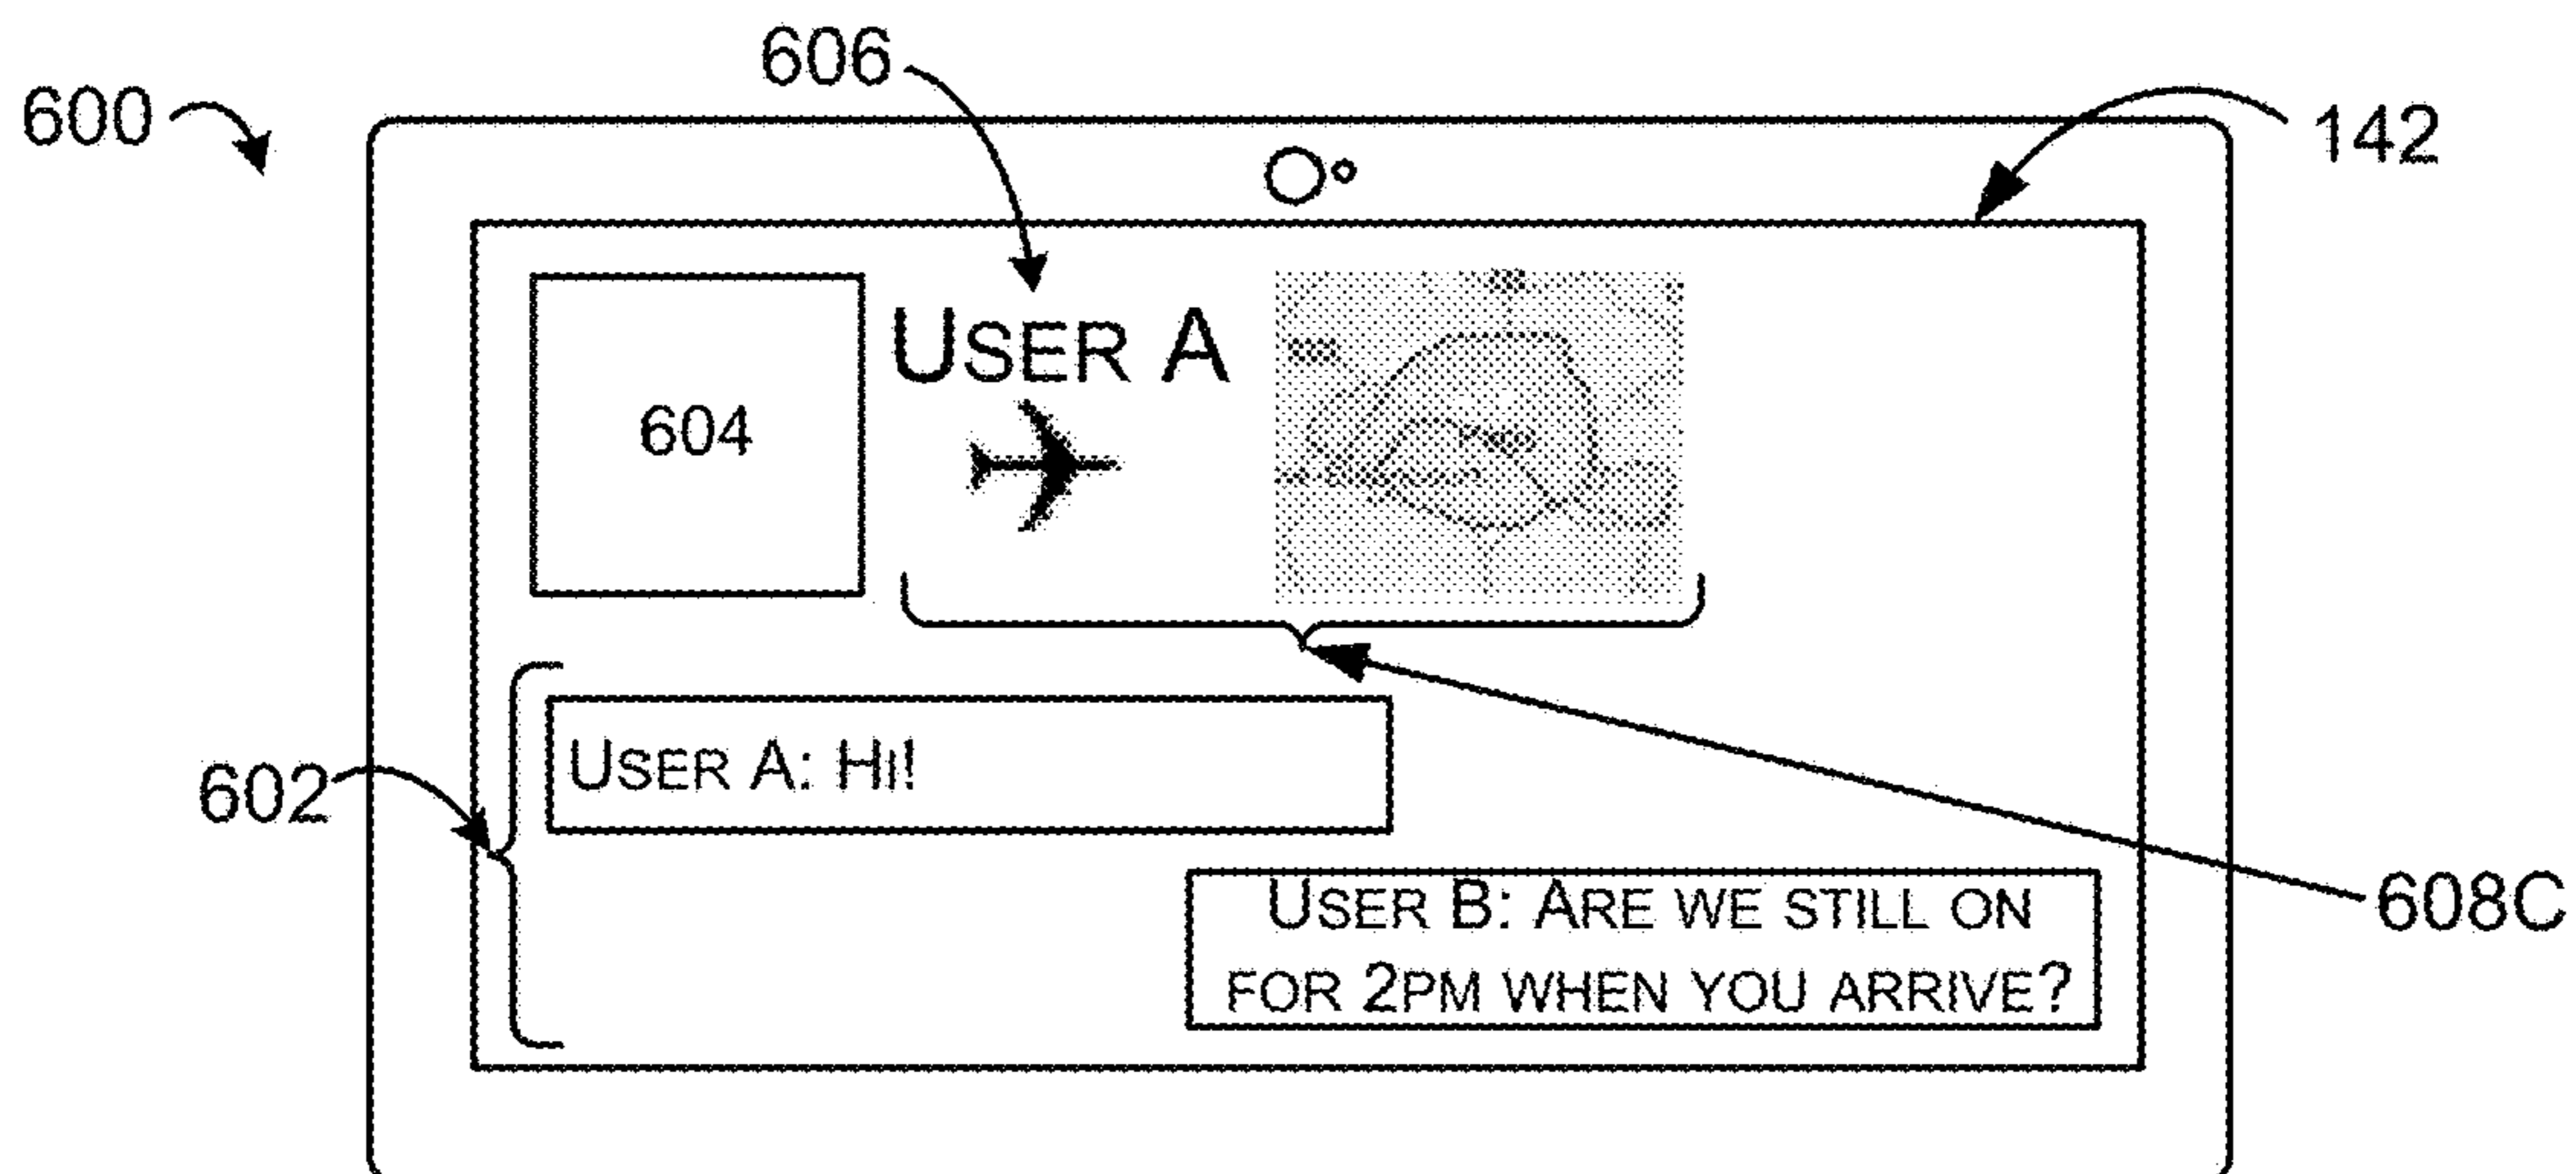 606
600
142
USER A
604
USER A: HI!
602
USER B: ARE WE STILL ON
FOR 2PM WHEN YOU ARRIVE?
608C